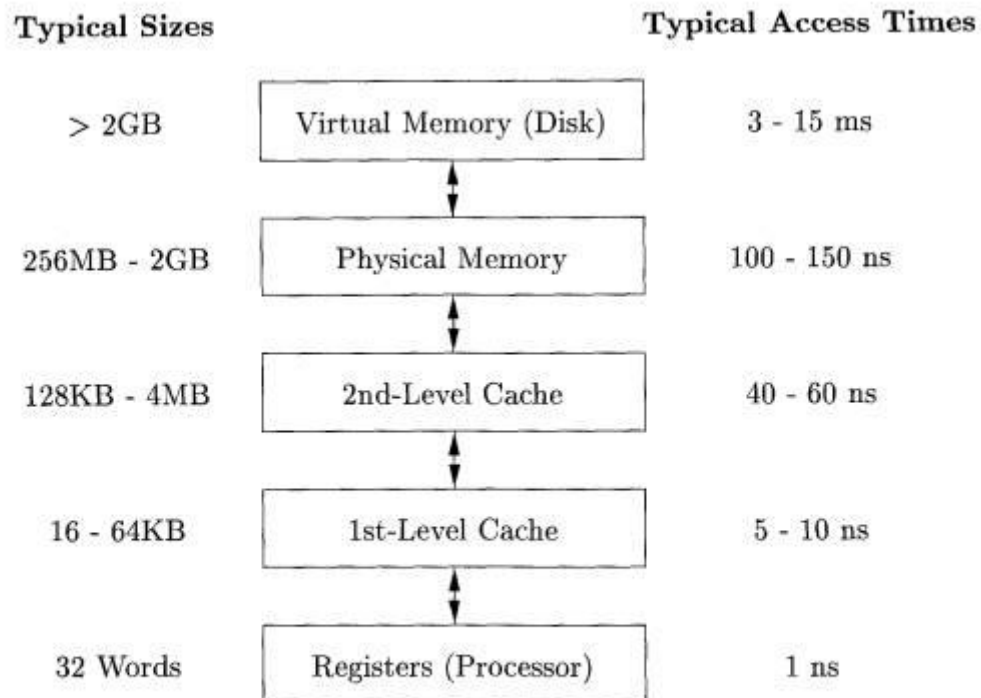 Typical Sizes Typical Access Times
> 2GB Virtual Memory (Disk) 3 - 15 ms
256MB - 2GB Physical Memory 100 - 150 ns
128KB - 4MB 2nd-Level Cache 40 - 60 ns
16 - 64KB 1st-Level Cache 5 - 10 ns
32 Words Registers (Processor) 1 ns